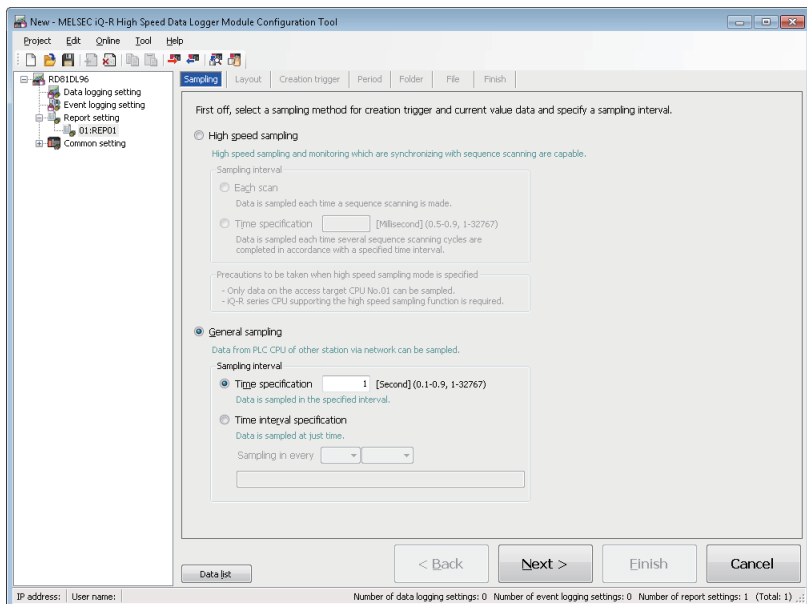 New - MELSEC iQ-R High Speed Data Logger Module Configuration Tool
Project Edit Online Tool Help
RD81DL96
Data logging setting
Event logging setting
Report setting
01:REP01
Common setting
Sampling Layout Creation trigger Period Folder File Finish
First off, select a sampling method for creation trigger and current value data and specify a sampling interval.
High speed sampling
High speed sampling and monitoring which are synchronizing with sequence scanning are capable.
Sampling interval
Each scan
Data is sampled each time a sequence scanning is made.
Time specification [Millisecond] (0.5-0.9, 1-32767)
Data is sampled each time several sequence scanning cycles are
completed in accordance with a specified time interval.
Precautions to be taken when high speed sampling mode is specified
- Only data on the access target CPU No.01 can be sampled.
- iQ-R series CPU supporting the high speed sampling function is required.
General sampling
Data from PLC CPU of other station via network can be sampled.
Sampling interval
Time specification 1 [Second] (0.1-0.9, 1-32767)
Data is sampled in the specified interval.
Time interval specification
Data is sampled at just time.
Sampling in every
Data list < Back Next > Finish Cancel
IP address: User name: Number of data logging settings: 0 Number of event logging settings: 0 Number of report settings: 1 (Total: 1)